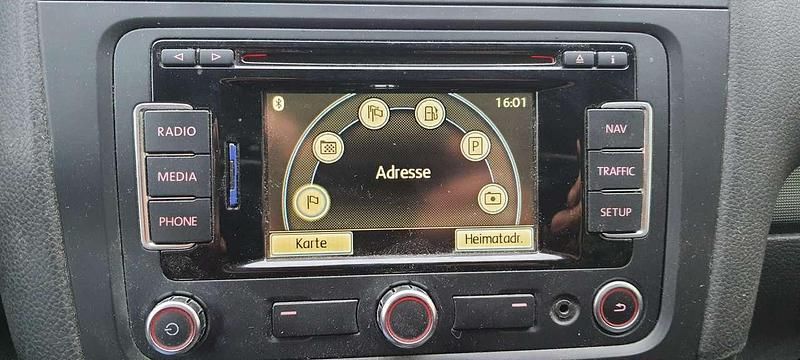 16:01
RADIO
MEDIA
PHONE
P
Adresse
Karte
Heimatadr.
NAV
TRAFFIC
SETUP
i